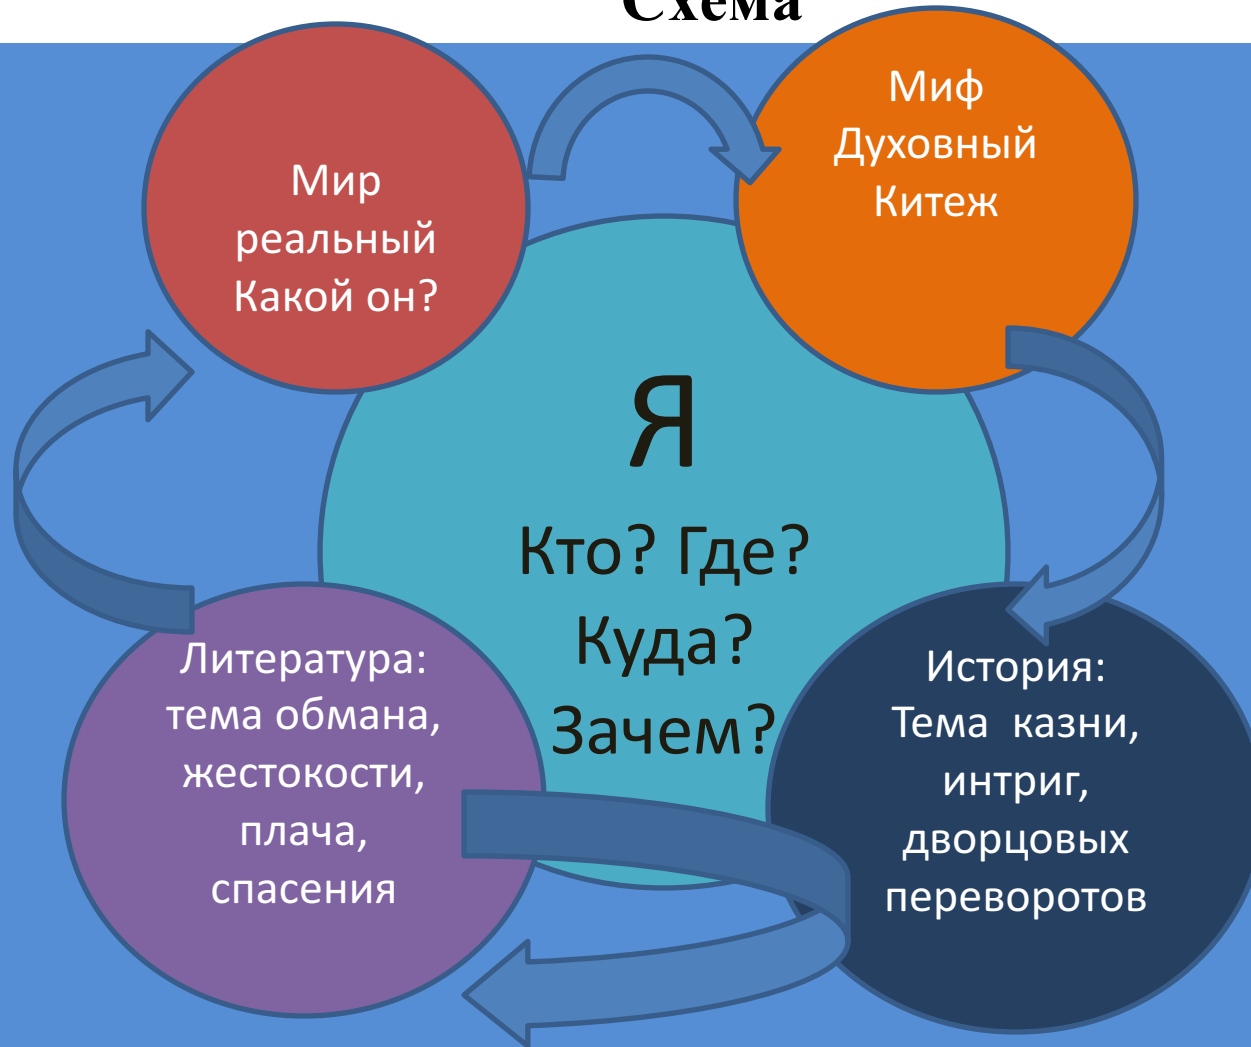 Схема
Мир
реальный
Какой он?
Миф
Духовный
Китеж
Я
Кто? Где?
Куда?
Зачем?
Литература:
тема обмана,
жестокости,
плача,
спасения
История:
Тема  казни,
интриг,
дворцовых
переворотов